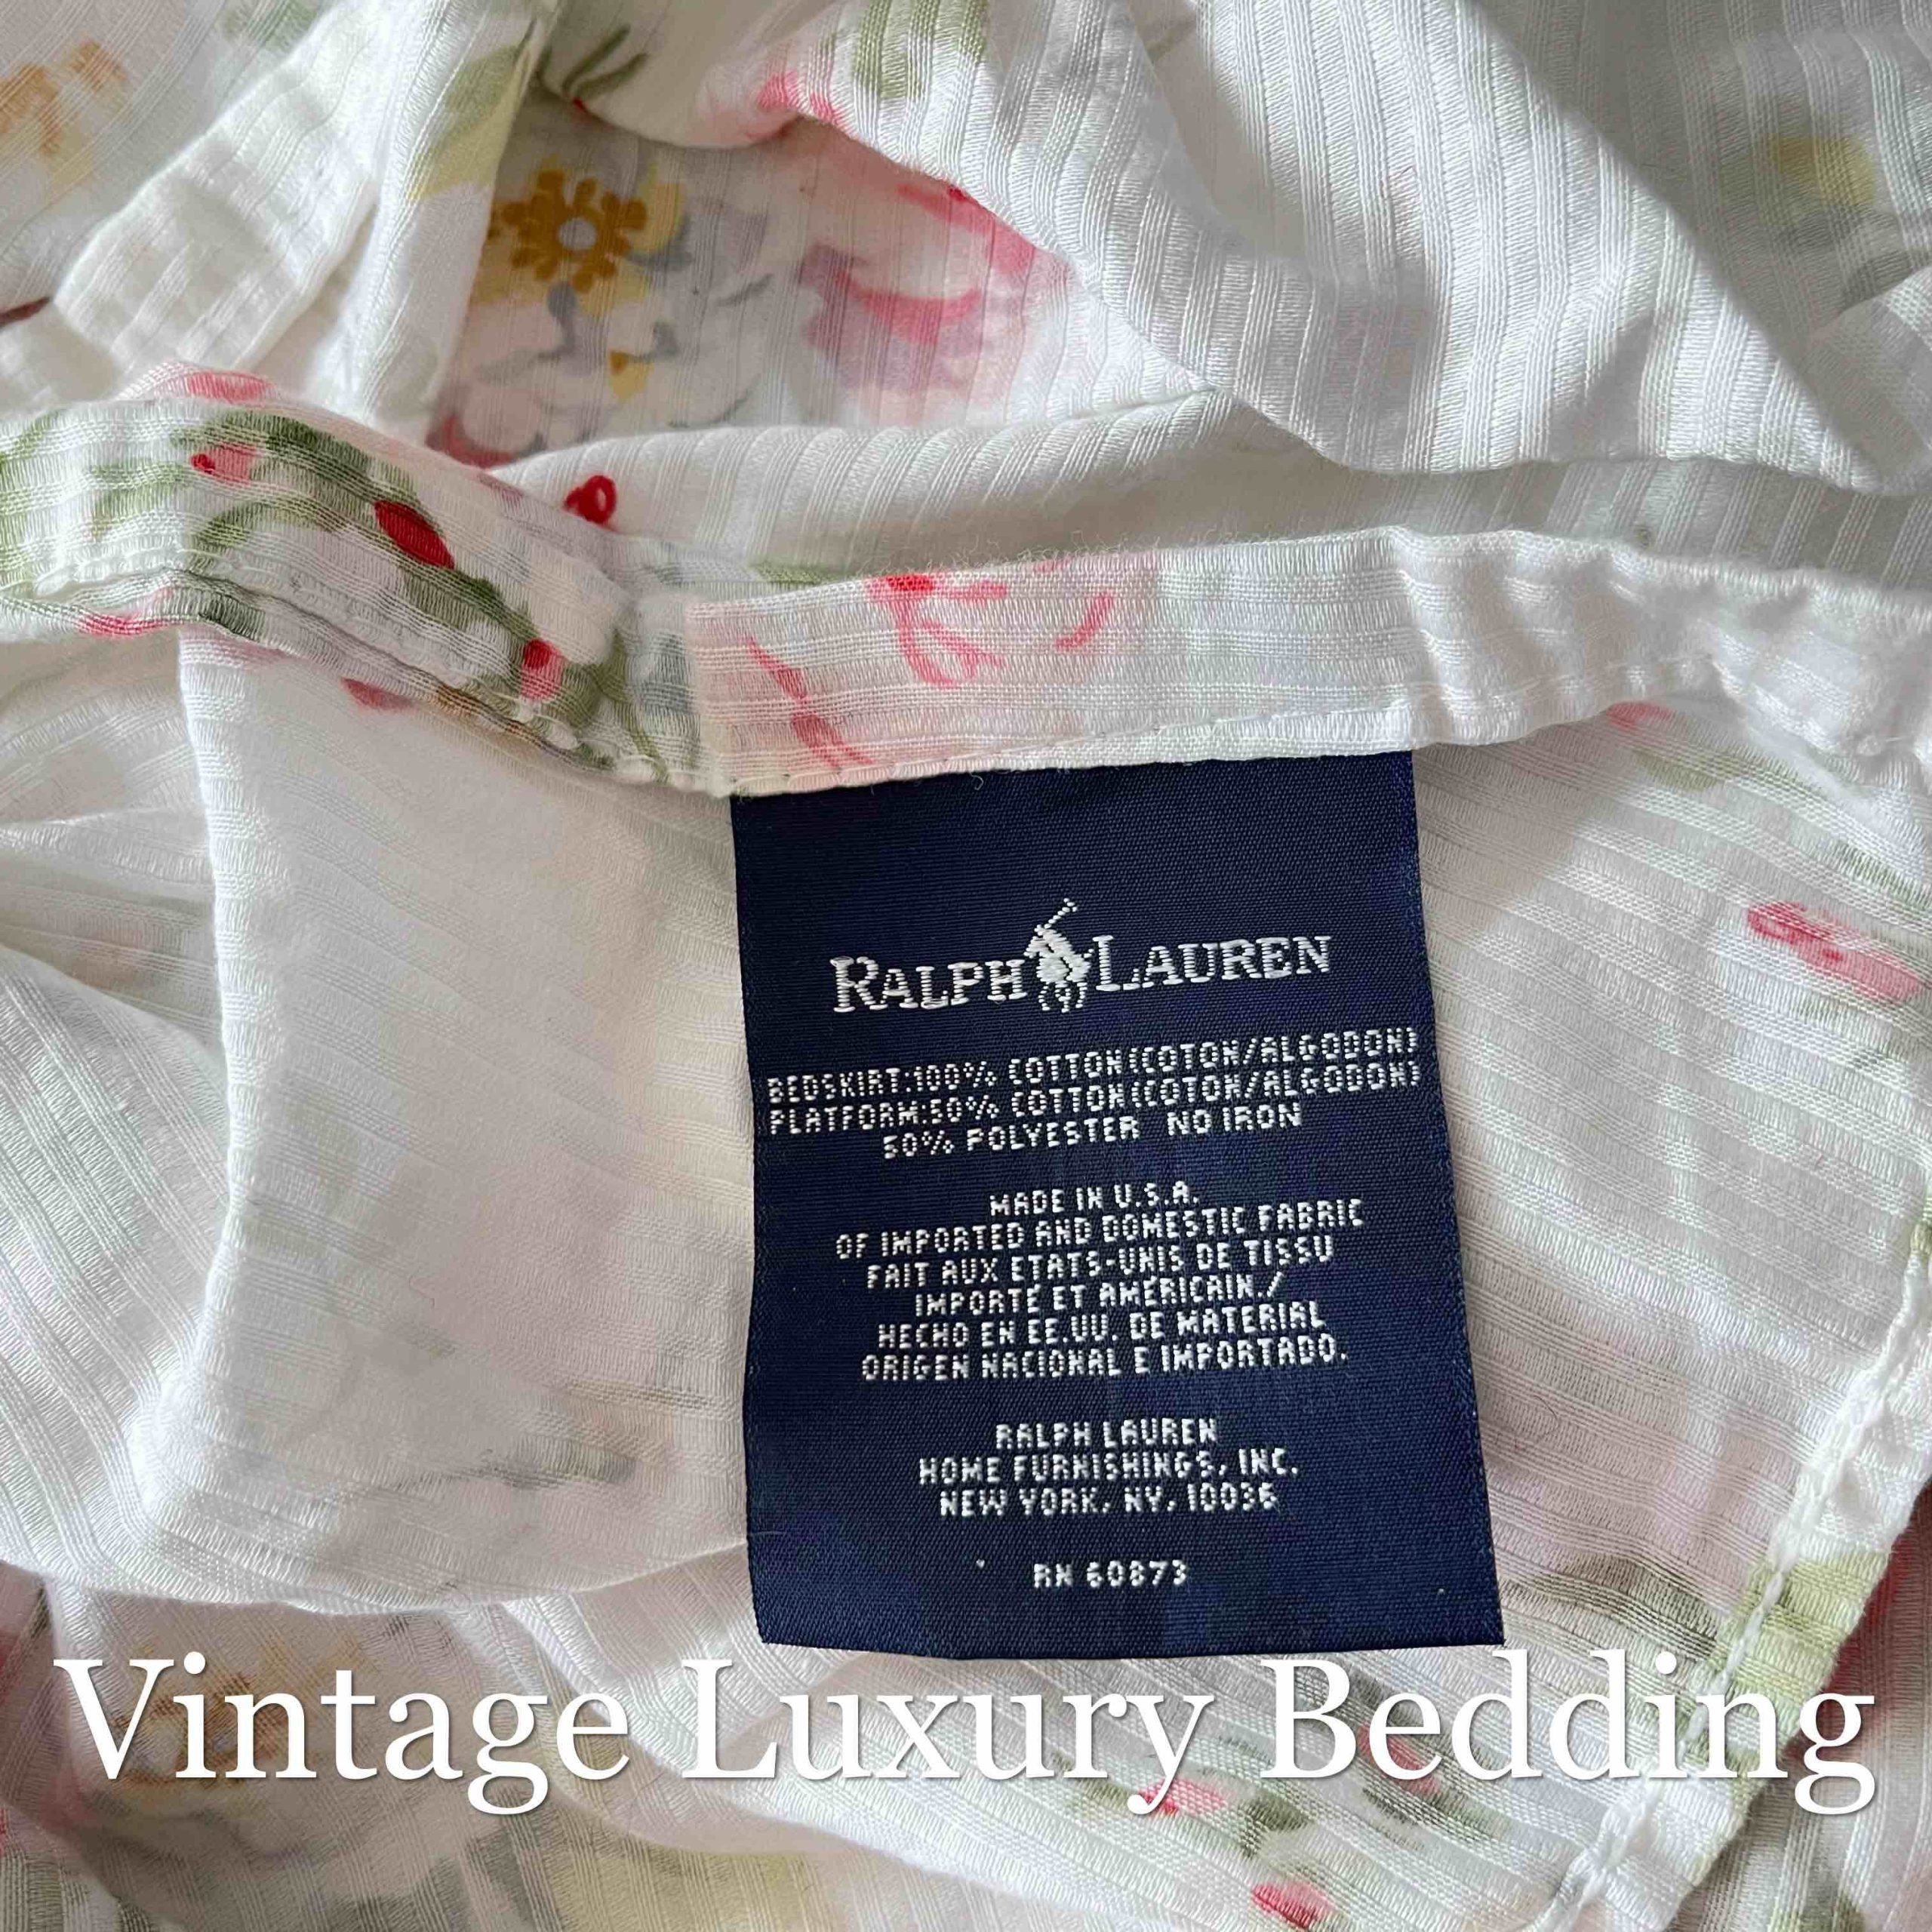 RALPH LAUREN
BEDSKIRT:100% COTTON(COTON/ALGODON)
PLATFORM:50% COTTON(COTON/ALGODON)
50% POLYESTER NO IRON
MADE IN U.S.A.
OF IMPORTED AND DOMESTIC FABRIC
FAIT AUX ETATS-UNIS DE TISSU
IMPORTE ET AMERICAIN./
HECHO EN EE.UU. DE MATERIAL
ORIGEN NACIONAL E IMPORTADO.
RALPH LAUREN
HOME FURNISHINGS, INC.
NEW YORK, NY, 10036
RN 60873
Vintage Luxury Bedding